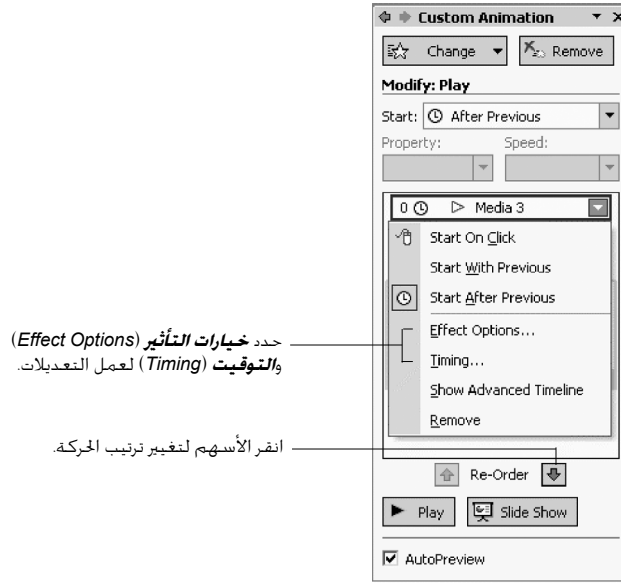 Custom Animation
Change
Remove
Modify: Play
Start: After Previous
Property: Speed:
0 Media 3
Start On Click
Start With Previous
Start After Previous
Effect Options...
Timing...
Show Advanced Timeline
Remove
Re-Order
Play
Slide Show
AutoPreview
حدد خيارات التأثير (Effect Options)
والتوقيت (Timing) لعمل التعديلات.
انقر الأسهم لتغيير ترتيب الحركة.